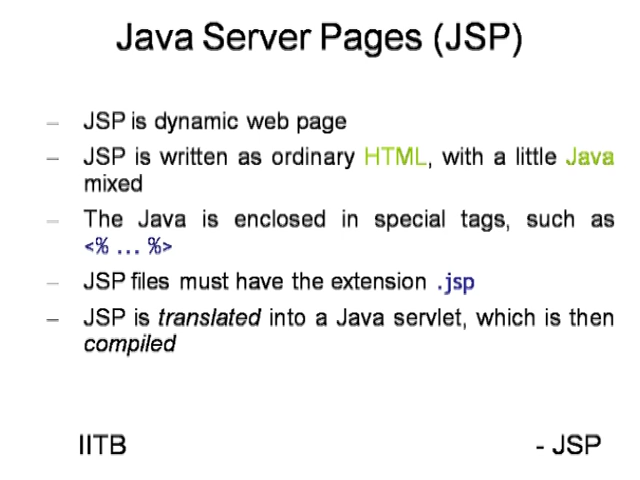 Java Server Pages (JSP)
– JSP is dynamic web page
– JSP is written as ordinary HTML, with a little Java
mixed
– The Java is enclosed in special tags, such as
<% ... %>
– JSP files must have the extension .jsp
– JSP is translated into a Java servlet, which is then
compiled
IITB - JSP